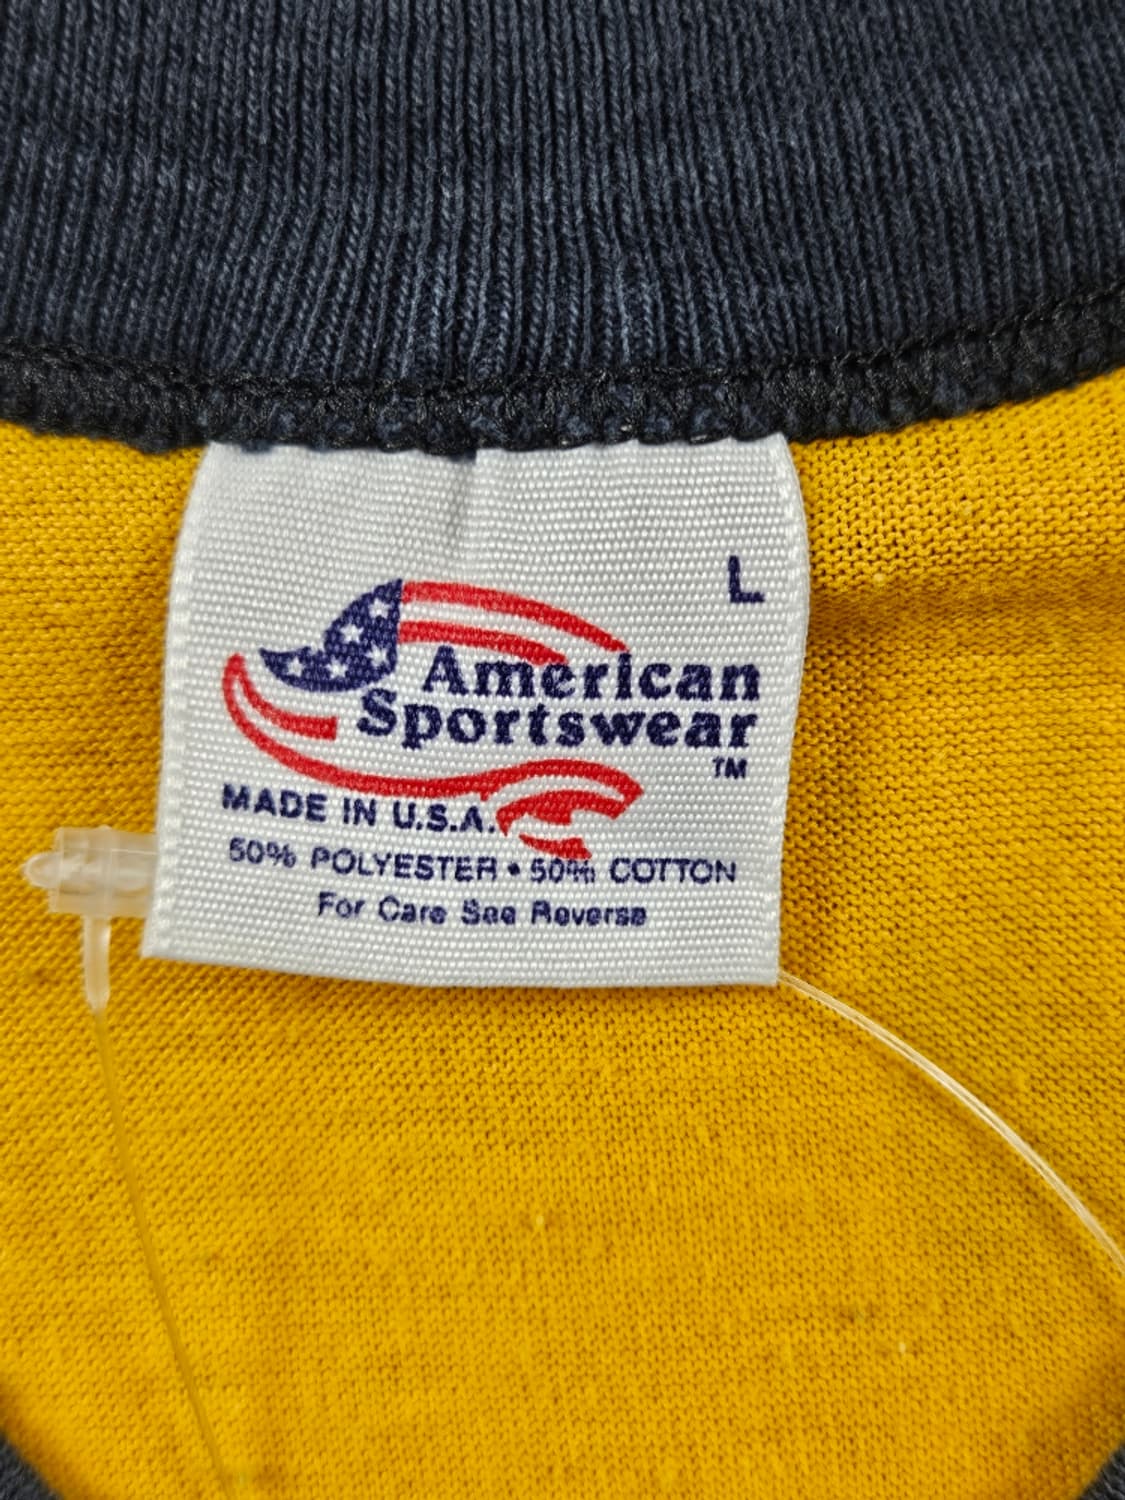 L
American
Sportswear
TM
MADE IN U.S.A.
50% POLYESTER • 50% COTTON
For Care See Reverse